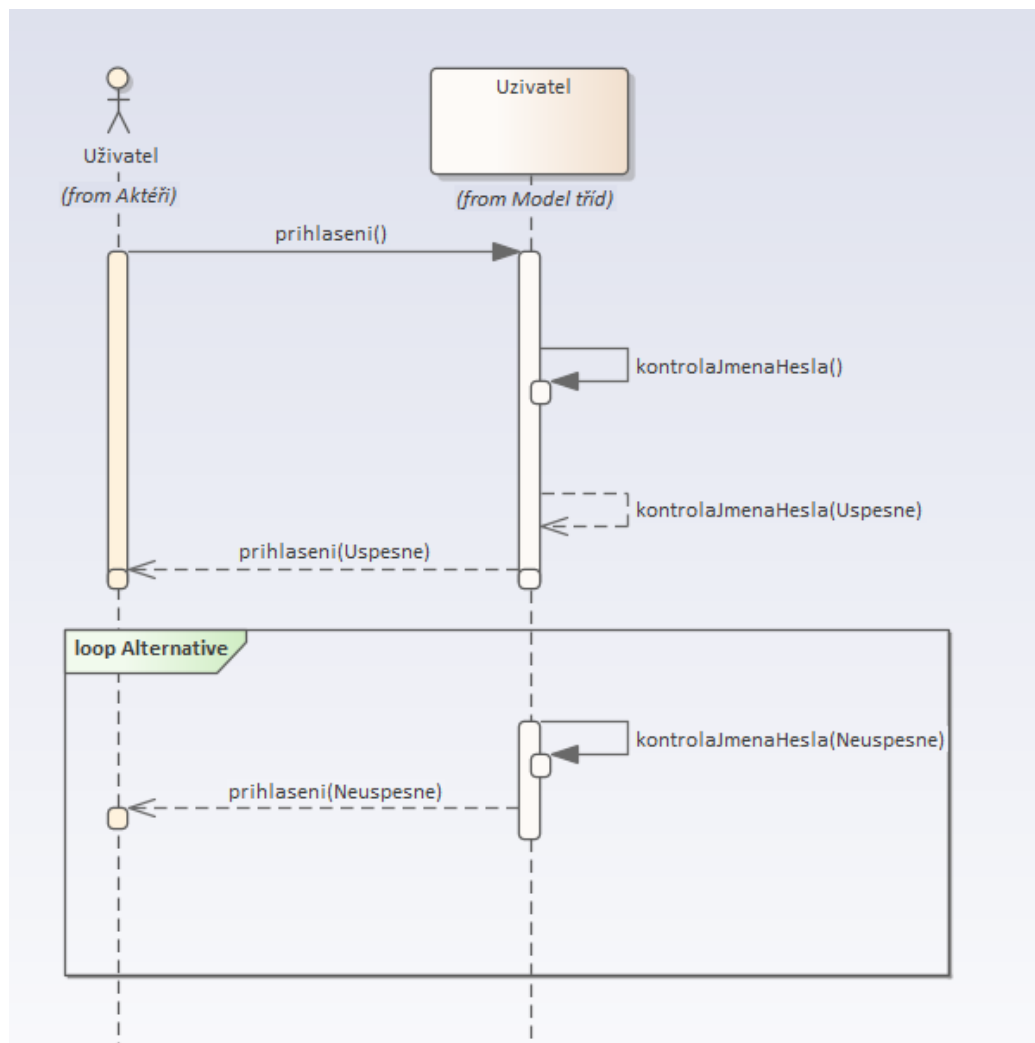 Uzivatel
Uživatel
(from Aktéři)
(from Model tříd)
prihlaseni()
kontrolaJmenaHesla()
kontrolaJmenaHesla(Uspesne)
prihlaseni(Uspesne)
loop Alternative
kontrolaJmenaHesla(Neuspesne)
prihlaseni(Neuspesne)